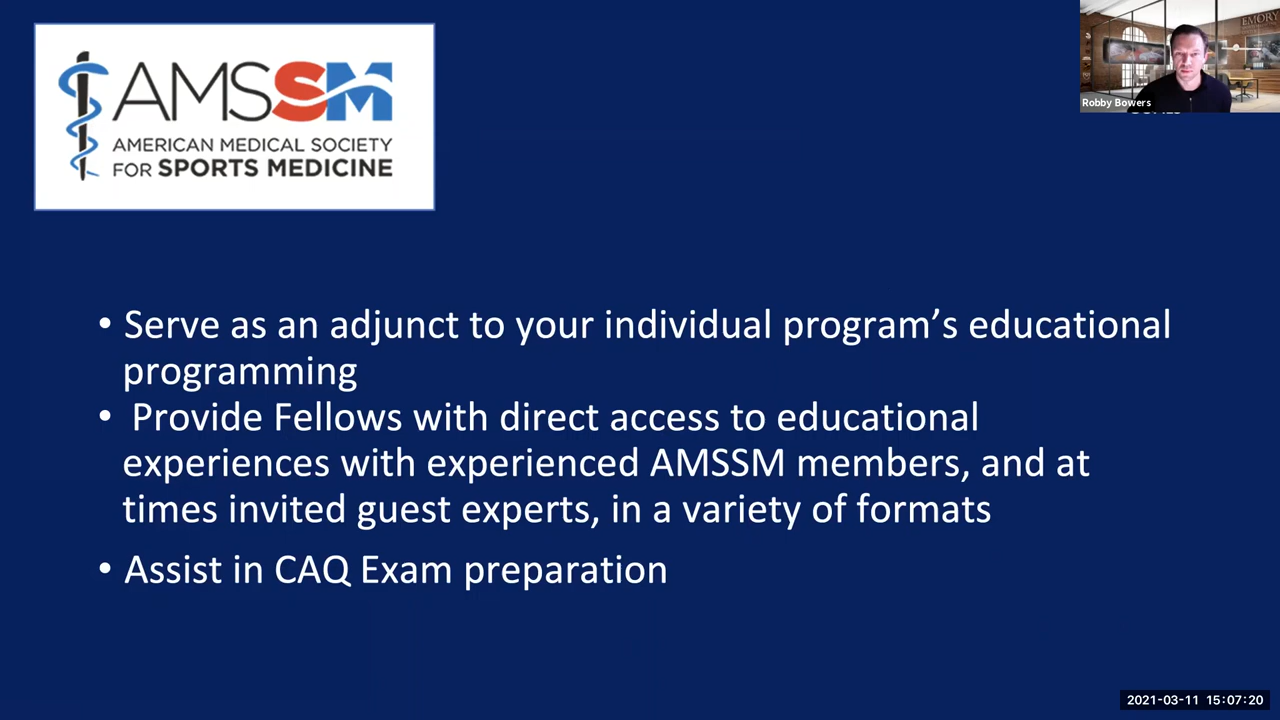 AMSSM
AMERICAN MEDICAL SOCIETY
FOR SPORTS MEDICINE
EMORY
Robby Bowers
• Serve as an adjunct to your individual program’s educational
programming
• Provide Fellows with direct access to educational
experiences with experienced AMSSM members, and at
times invited guest experts, in a variety of formats
• Assist in CAQ Exam preparation
2021-03-11 15:07:20